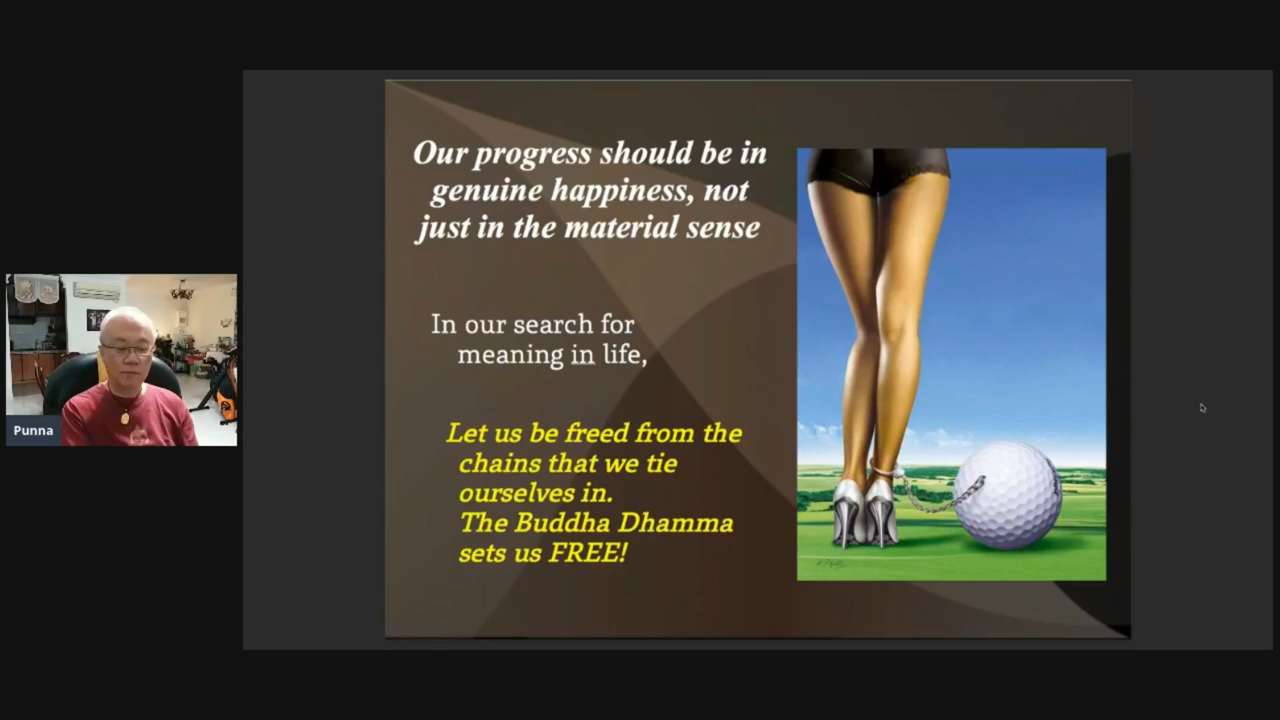 Our progress should be in
genuine happiness, not
just in the material sense
In our search for
meaning in life,
Let us be freed from the
chains that we tie
ourselves in.
The Buddha Dhamma
sets us FREE!
Punna